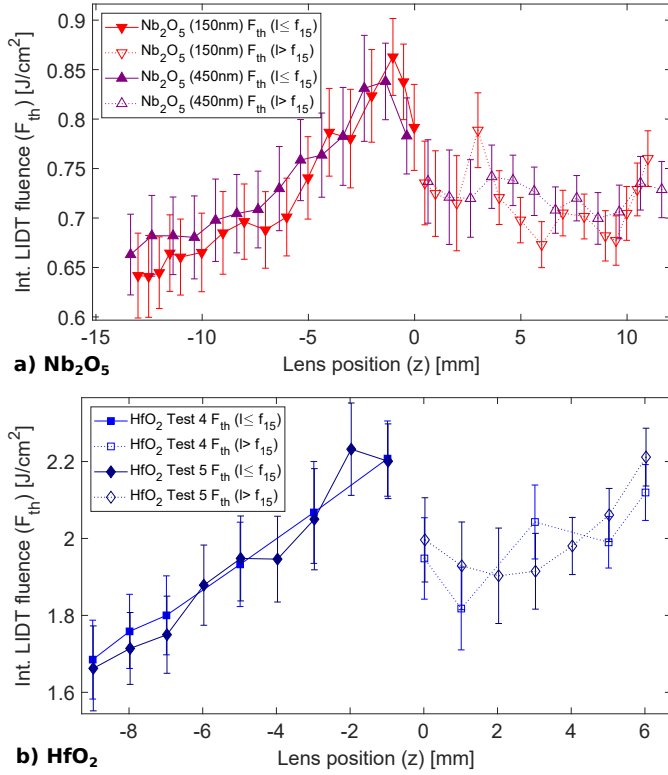 Nb₂O₅ (150nm) F_th (l≤ f₁₅)
Nb₂O₅ (150nm) F_th (l> f₁₅)
Nb₂O₅ (450nm) F_th (l≤ f₁₅)
Nb₂O₅ (450nm) F_th (l> f₁₅)
Int. LIDT fluence (F_th) [J/cm²]
0.9
0.85
0.8
0.75
0.7
0.65
0.6
-15 -10 -5 0 5 10
Lens position (z) [mm]
a) Nb₂O₅
HfO₂ Test 4 F_th (l≤ f₁₅)
HfO₂ Test 4 F_th (l> f₁₅)
HfO₂ Test 5 F_th (l≤ f₁₅)
HfO₂ Test 5 F_th (l> f₁₅)
Int. LIDT fluence (F_th) [J/cm²]
2.2
2
1.8
1.6
-8 -6 -4 -2 0 2 4 6
Lens position (z) [mm]
b) HfO₂